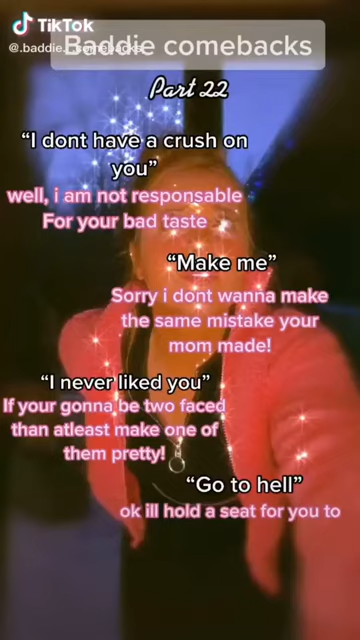 TikTok
@.baddie._.comebacks
Baddie comebacks
Part 22
“I dont have a crush on
you”
well, i am not responsable
For your bad taste
“Make me”
Sorry i dont wanna make
the same mistake your
mom made!
“I never liked you”
If your gonna be two faced
than atleast make one of
them pretty!
“Go to hell”
ok ill hold a seat for you to